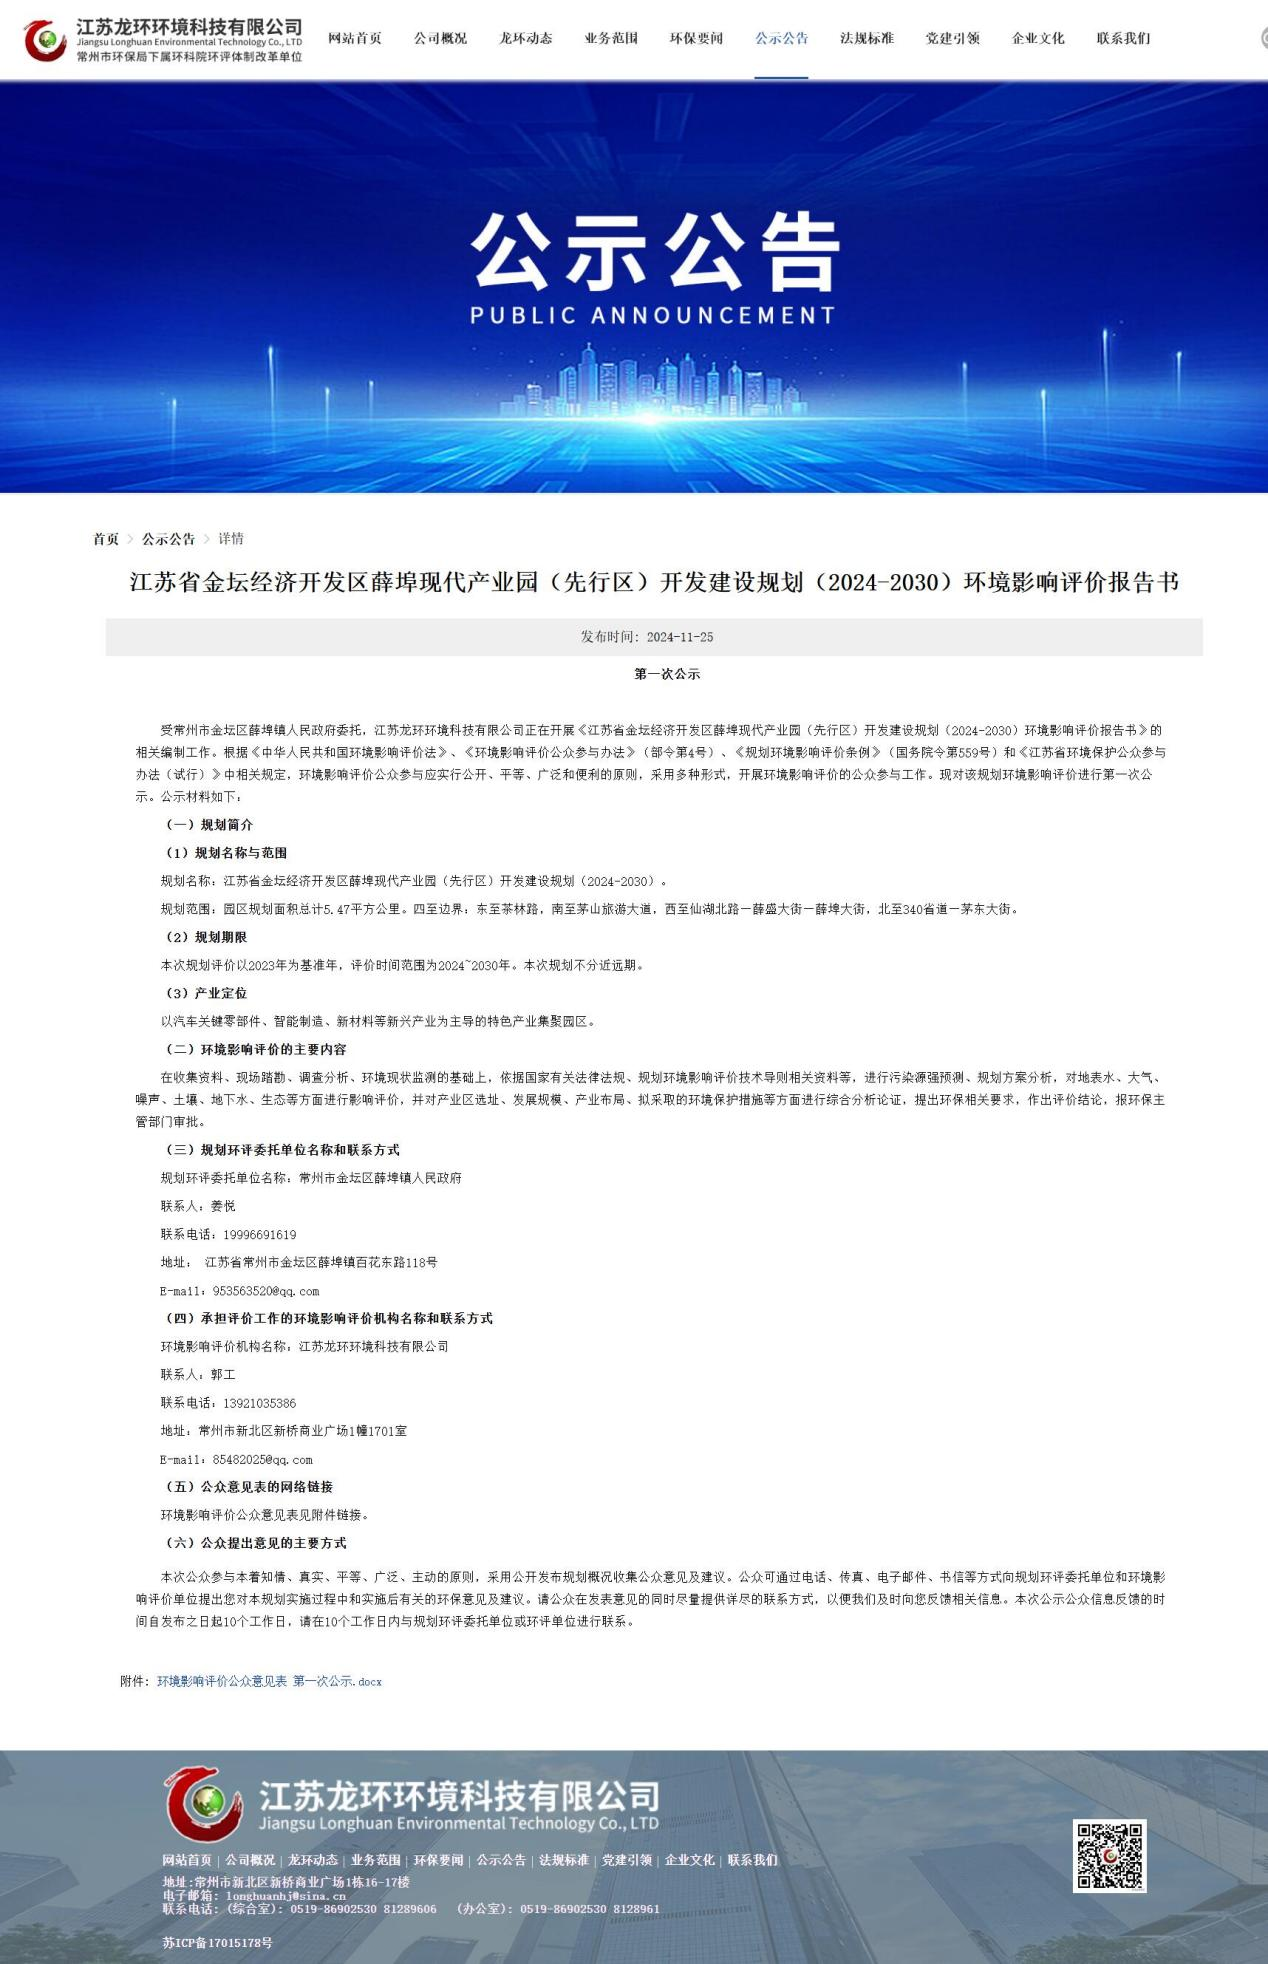 江苏龙环环境科技有限公司
Jiangsu Longhuan Environmental Technology Co., LTD
常州市环保局下属环科院环评体制改革单位
网站首页 公司概况 龙环动态 业务范围 环保要闻 公示公告 法规标准 党建引领 企业文化 联系我们
公示公告
PUBLIC ANNOUNCEMENT
首页 > 公示公告 > 详情
江苏省金坛经济开发区薛埠现代产业园（先行区）开发建设规划（2024-2030）环境影响评价报告书
发布时间: 2024-11-25
第一次公示
受常州市金坛区薛埠镇人民政府委托，江苏龙环环境科技有限公司正在开展《江苏省金坛经济开发区薛埠现代产业园（先行区）开发建设规划（2024-2030）环境影响评价报告书》的
相关编制工作。根据《中华人民共和国环境影响评价法》、《环境影响评价公众参与办法》（部令第4号）、《规划环境影响评价条例》（国务院令第559号）和《江苏省环境保护公众参与
办法（试行）》中相关规定，环境影响评价公众参与应实行公开、平等、广泛和便利的原则，采用多种形式，开展环境影响评价的公众参与工作。现对该规划环境影响评价进行第一次公
示。公示材料如下：
（一）规划简介
（1）规划名称与范围
规划名称：江苏省金坛经济开发区薛埠现代产业园（先行区）开发建设规划（2024-2030）。
规划范围：园区规划面积总计5.47平方公里。四至边界：东至茶林路，南至茅山旅游大道，西至仙湖北路—薛盛大街—薛埠大街，北至340省道—茅东大街。
（2）规划期限
本次规划评价以2023年为基准年，评价时间范围为2024~2030年。本次规划不分近远期。
（3）产业定位
以汽车关键零部件、智能制造、新材料等新兴产业为主导的特色产业集聚园区。
（二）环境影响评价的主要内容
在收集资料、现场踏勘、调查分析、环境现状监测的基础上，依据国家有关法律法规、规划环境影响评价技术导则相关资料等，进行污染源强预测、规划方案分析，对地表水、大气、
噪声、土壤、地下水、生态等方面进行影响评价，并对产业区选址、发展规模、产业布局、拟采取的环境保护措施等方面进行综合分析论证，提出环保相关要求，作出评价结论，报环保主
管部门审批。
（三）规划环评委托单位名称和联系方式
规划环评委托单位名称：常州市金坛区薛埠镇人民政府
联系人：姜悦
联系电话：19996691619
地址： 江苏省常州市金坛区薛埠镇百花东路118号
E-mail：953563520@qq.com
（四）承担评价工作的环境影响评价机构名称和联系方式
环境影响评价机构名称：江苏龙环环境科技有限公司
联系人：郭工
联系电话：13921035386
地址：常州市新北区新桥商业广场1幢1701室
E-mail：85482025@qq.com
（五）公众意见表的网络链接
环境影响评价公众意见表见附件链接。
（六）公众提出意见的主要方式
本次公众参与本着知情、真实、平等、广泛、主动的原则，采用公开发布规划概况收集公众意见及建议。公众可通过电话、传真、电子邮件、书信等方式向规划环评委托单位和环境影
响评价单位提出您对本规划实施过程中和实施后有关的环保意见及建议。请公众在发表意见的同时尽量提供详尽的联系方式，以便我们及时向您反馈相关信息。本次公示公众信息反馈的时
间自发布之日起10个工作日，请在10个工作日内与规划环评委托单位或环评单位进行联系。
附件: 环境影响评价公众意见表 第一次公示.docx
江苏龙环环境科技有限公司
Jiangsu Longhuan Environmental Technology Co., LTD
网站首页 | 公司概况 | 龙环动态 | 业务范围 | 环保要闻 | 公示公告 | 法规标准 | 党建引领 | 企业文化 | 联系我们
地址:常州市新北区新桥商业广场1栋16-17楼
电子邮箱: longhuanhj@sina.cn
联系电话: (综合室): 0519-86902530 81289606 (办公室): 0519-86902530 8128961
苏ICP备17015178号